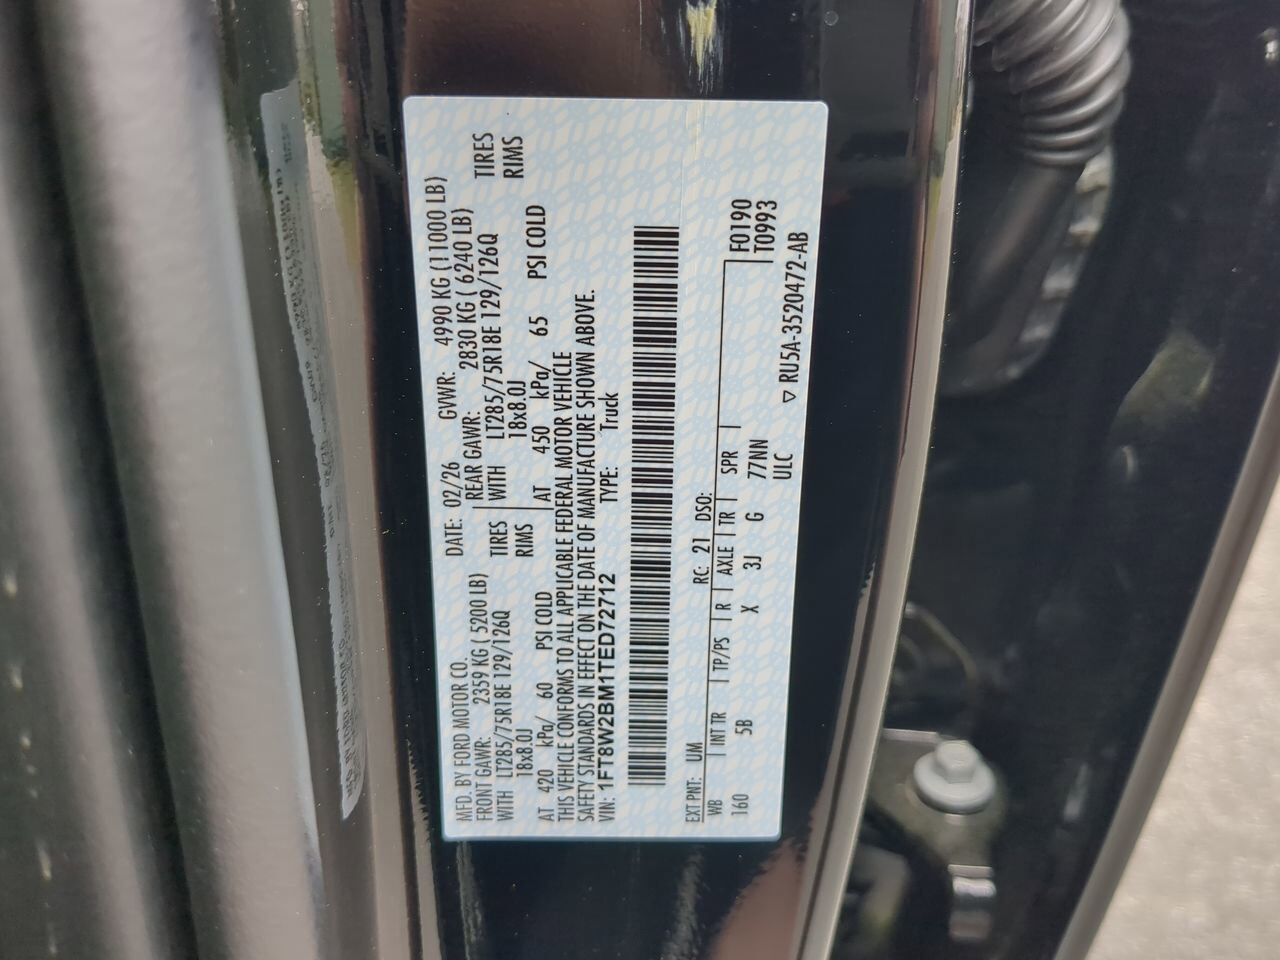 MFD. BY FORD MOTOR CO.
DATE: 02/26 GVWR: 4990 KG (11000 LB)
FRONT GAWR: 2359 KG ( 5200 LB)
REAR GAWR: 2830 KG ( 6240 LB)
WITH LT285/75R18E 129/126Q TIRES
WITH LT285/75R18E 129/126Q TIRES
18x8.0J RIMS
18x8.0J RIMS
AT 420 kPa/ 60 PSI COLD
AT 450 kPa/ 65 PSI COLD
THIS VEHICLE CONFORMS TO ALL APPLICABLE FEDERAL MOTOR VEHICLE
SAFETY STANDARDS IN EFFECT ON THE DATE OF MANUFACTURE SHOWN ABOVE.
VIN: 1FT8W2BM1TED72712 TYPE: Truck
EXT PNT: UM RC: 21 DSO:
WB INT TR TP/PS R AXLE TR SPR F0190
160 5B X 3J G 77NN T0993
ULC
▽ RU5A-3520472-AB